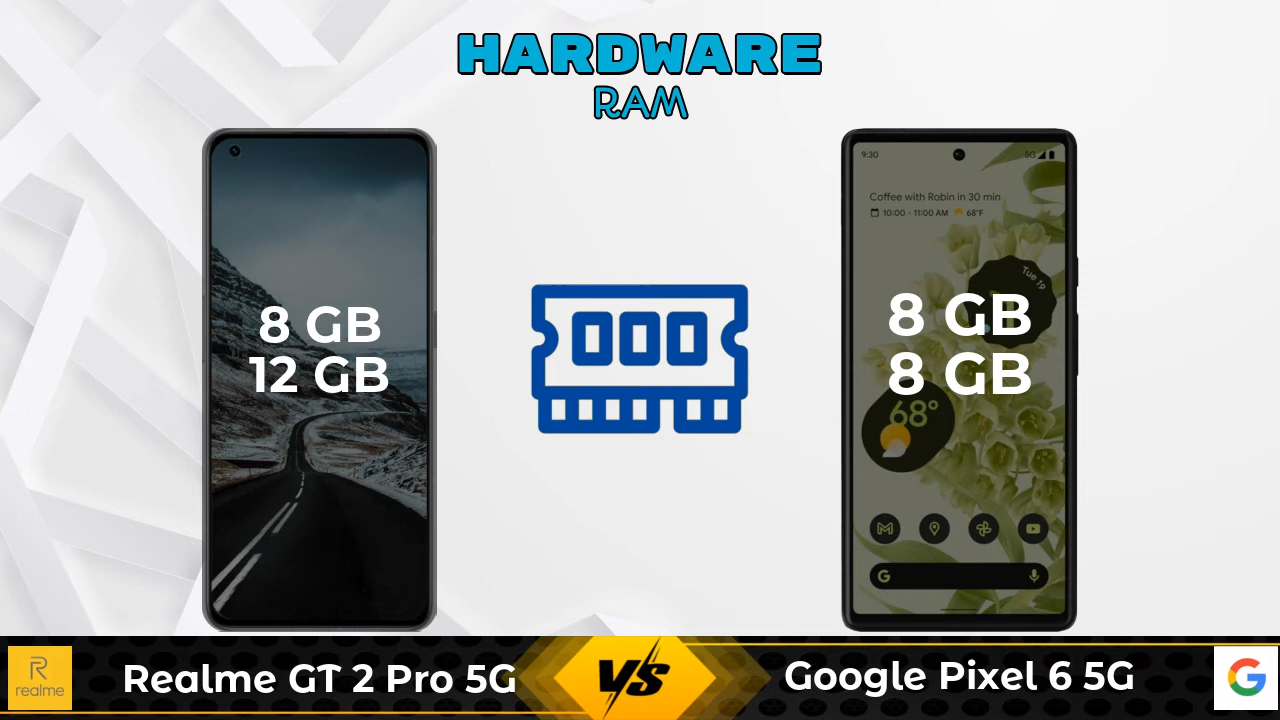 HARDWARE
RAM
9:30
5G
Coffee with Robin in 30 min
10:00 - 11:00 AM 68°F
Tue 19
8 GB
12 GB
8 GB
8 GB
68°
G
R
realme
Realme GT 2 Pro 5G
VS
Google Pixel 6 5G
G